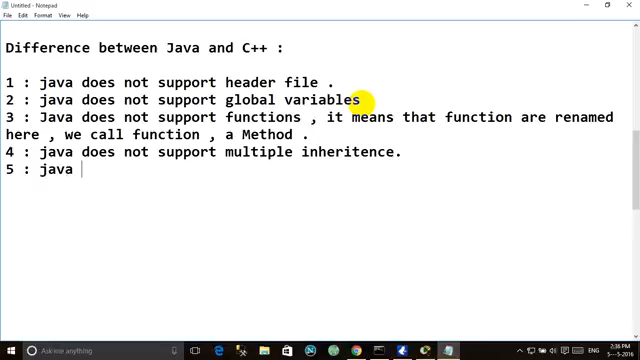 Untitled - Notepad
File Edit Format View Help
Difference between Java and C++ :
1 : java does not support header file .
2 : java does not support global variables
3 : Java does not support functions , it means that function are renamed
here , we call function , a Method .
4 : java does not support multiple inheritence.
5 : java
Ask me anything
ENG
2:36 PM